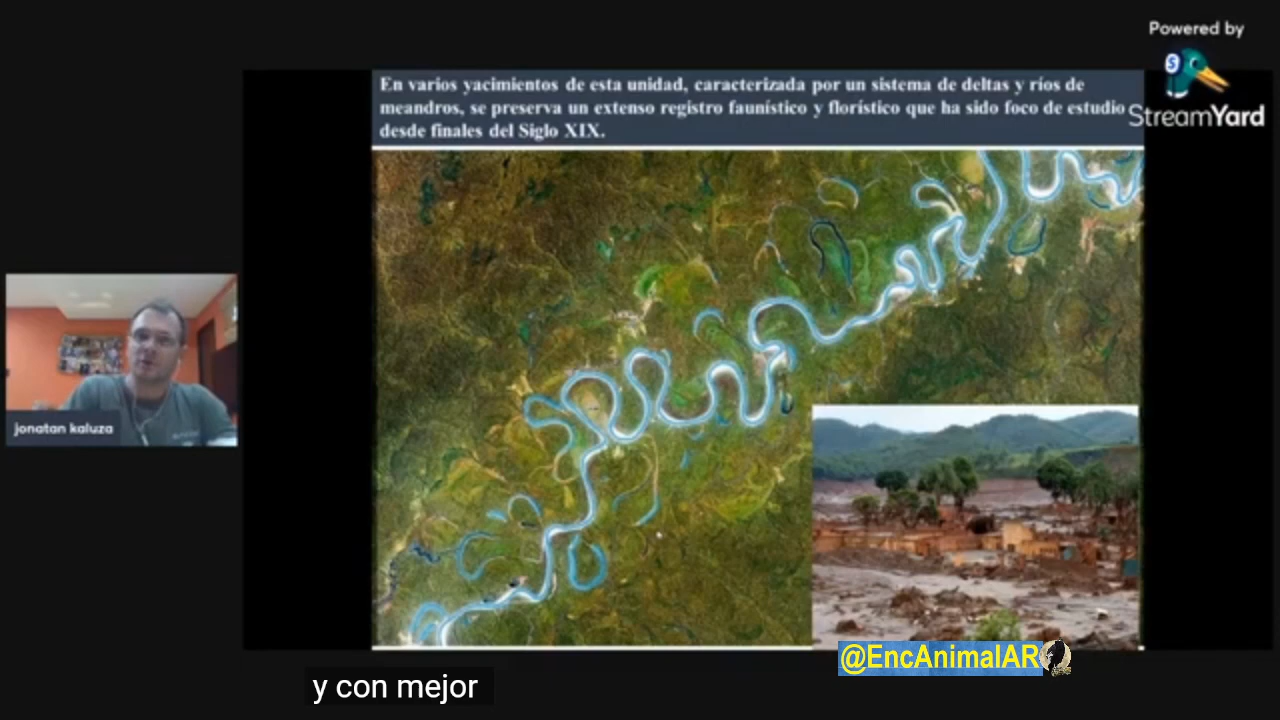 Powered by
S
StreamYard
En varios yacimientos de esta unidad, caracterizada por un sistema de deltas y ríos de
meandros, se preserva un extenso registro faunístico y florístico que ha sido foco de estudio
desde finales del Siglo XIX.
jonatan kaluza
@EncAnimalAR
y con mejor